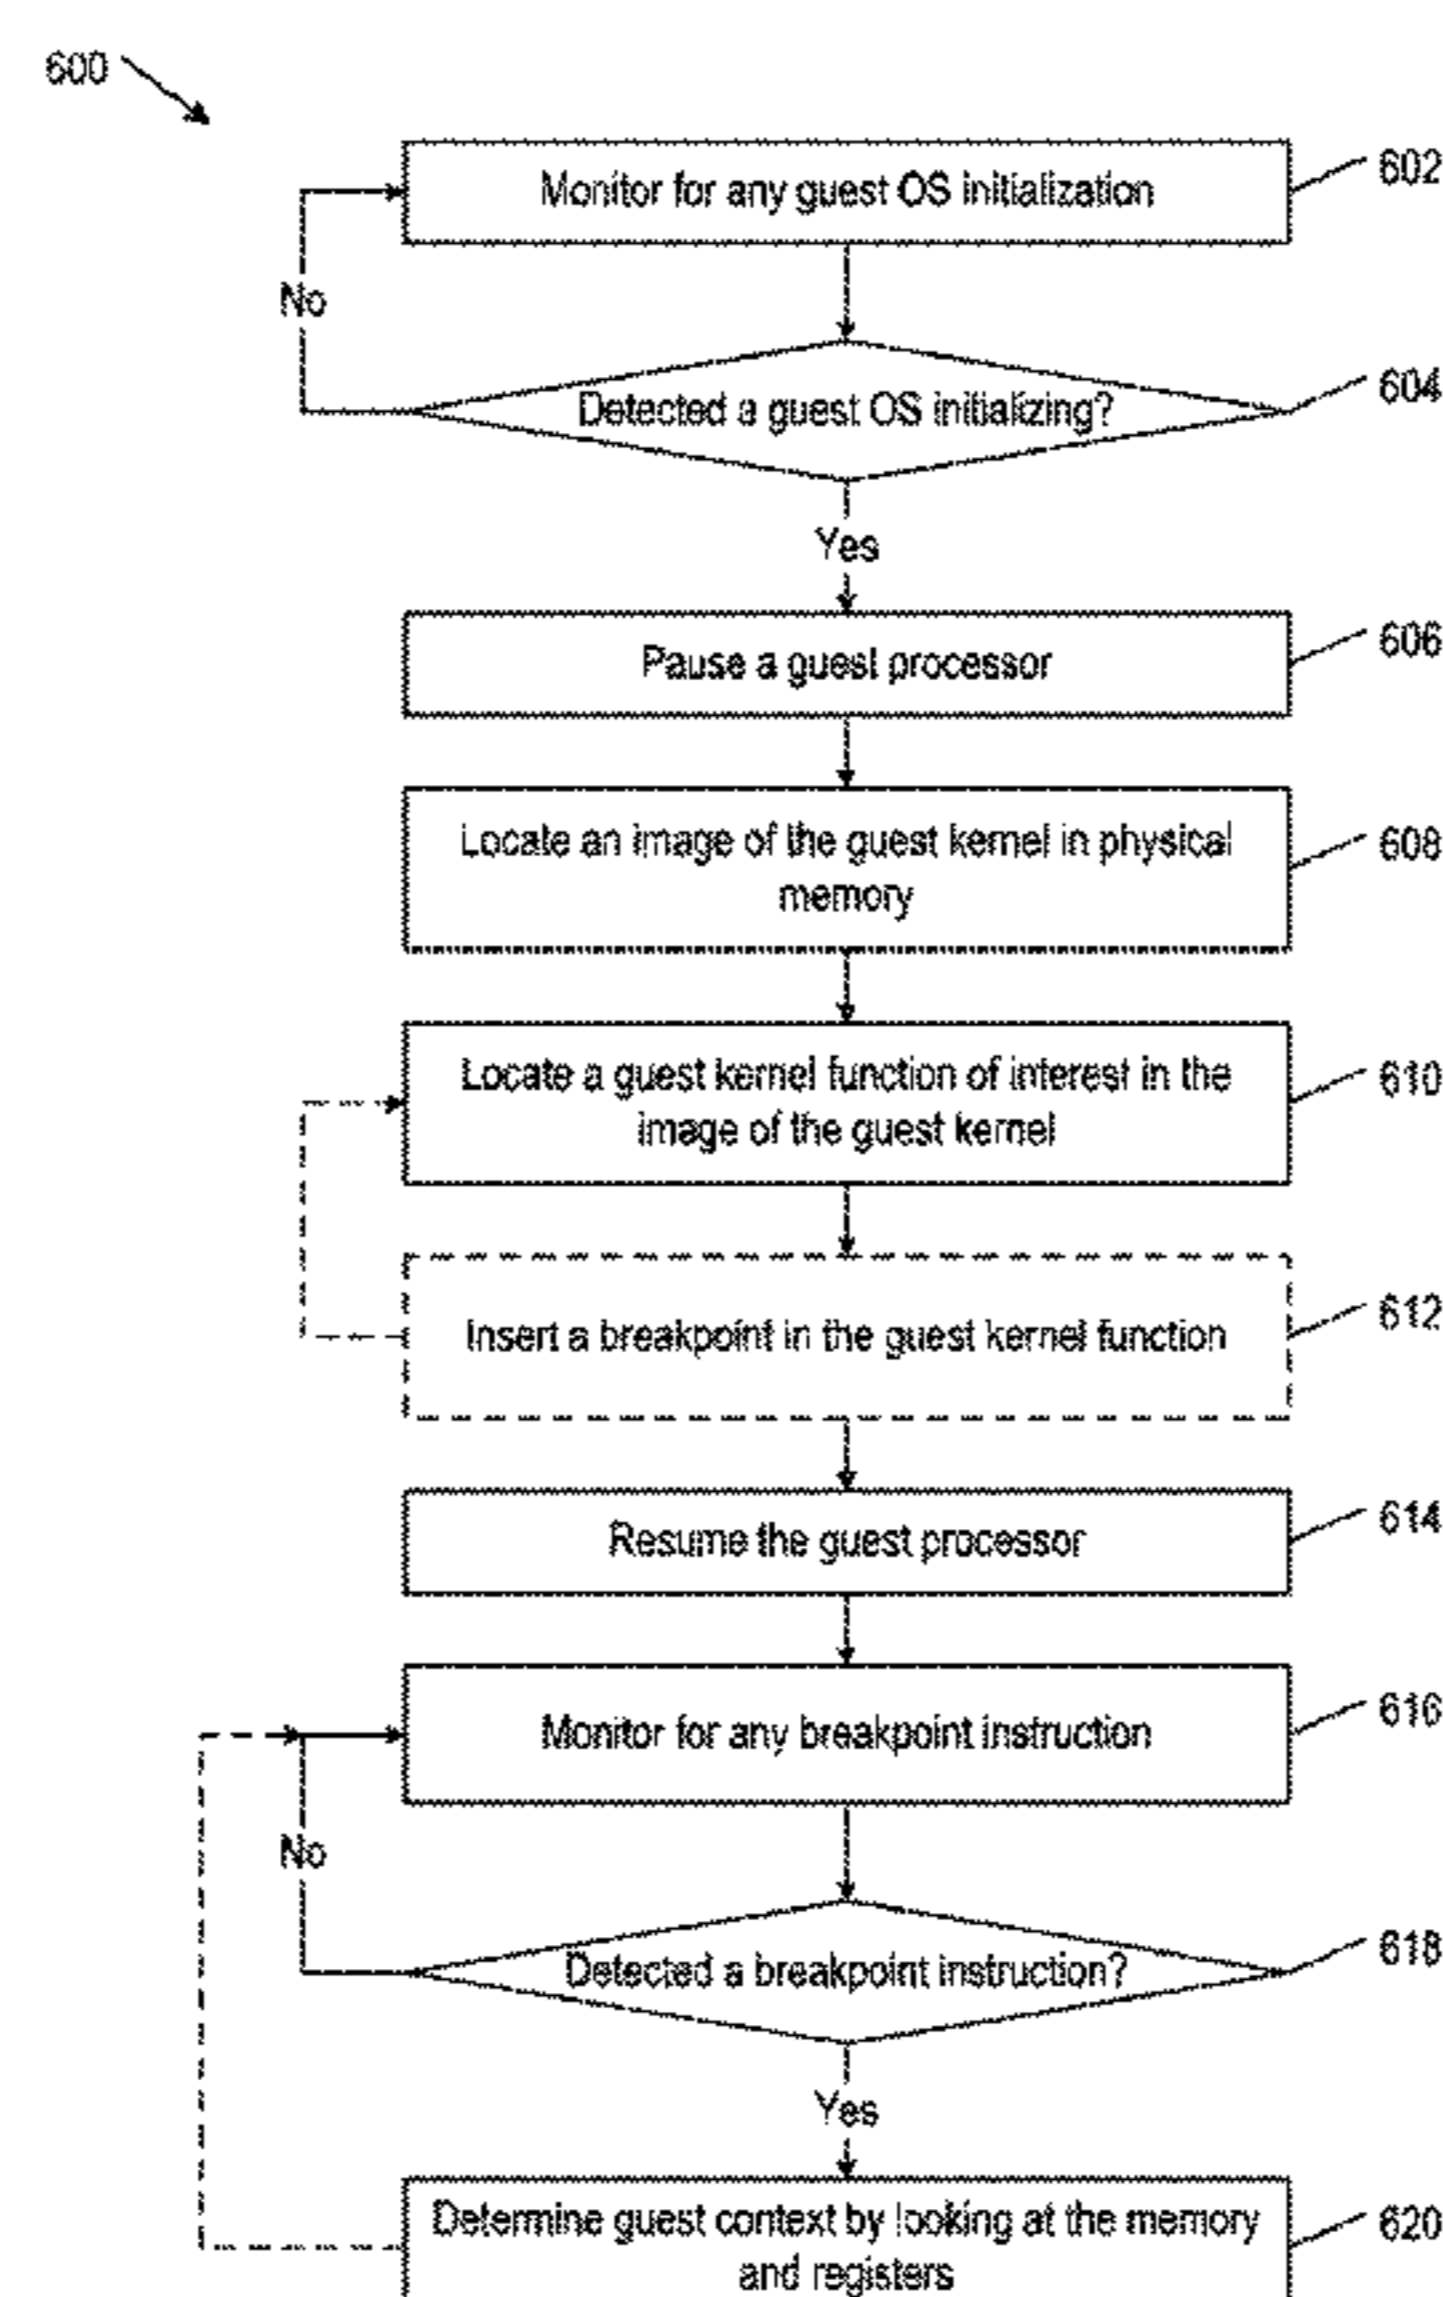 600
Monitor for any guest OS initialization
602
No
Detected a guest OS initializing?
604
Yes
Pause a guest processor
606
Locate an image of the guest kernel in physical
memory
608
Locate a guest kernel function of interest in the
image of the guest kernel
610
Insert a breakpoint in the guest kernel function
612
Resume the guest processor
614
Monitor for any breakpoint instruction
616
No
Detected a breakpoint instruction?
618
Yes
Determine guest context by looking at the memory
and registers
620